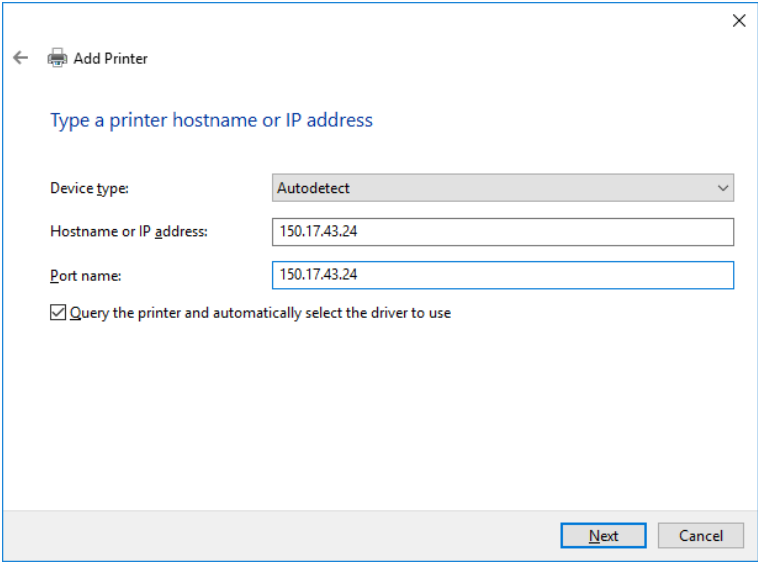 Add Printer
Type a printer hostname or IP address
Device type: Autodetect
Hostname or IP address: 150.17.43.24
Port name: 150.17.43.24
Query the printer and automatically select the driver to use
Next Cancel